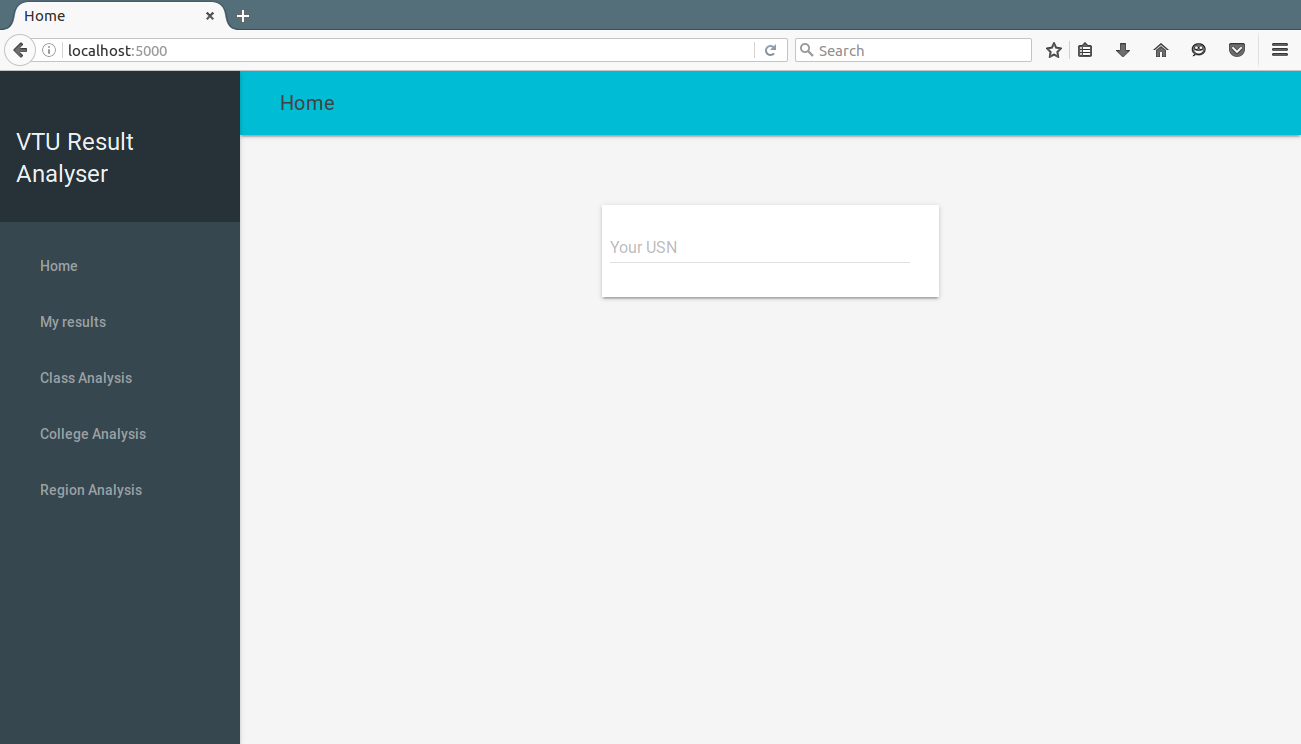 Home
localhost:5000
Search
VTU Result
Analyser
Home
Home
My results
Class Analysis
College Analysis
Region Analysis
Your USN